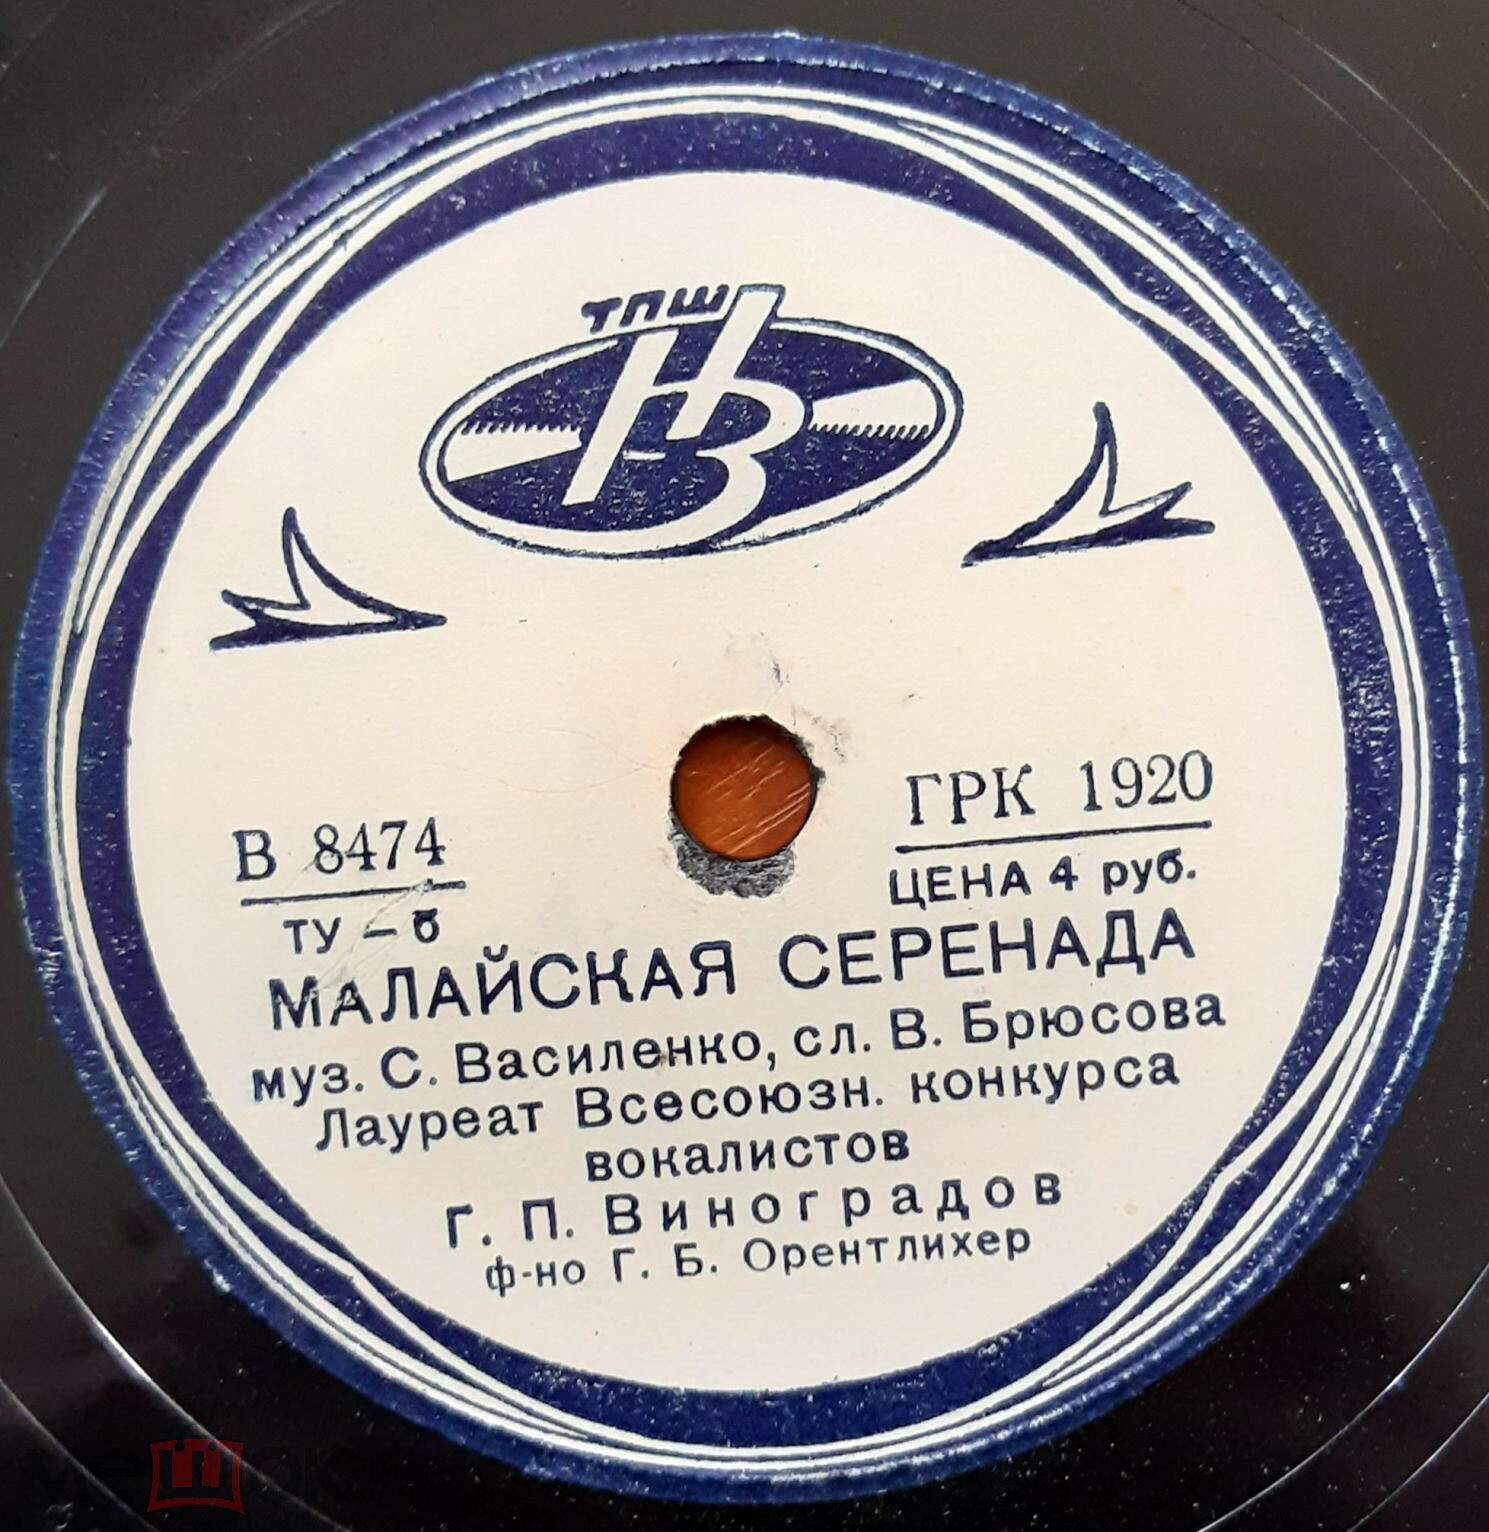 ТПШ
НЗ
В 8474
ТУ – б
ГРК 1920
ЦЕНА 4 руб.
МАЛАЙСКАЯ СЕРЕНАДА
муз. С. Василенко, сл. В. Брюсова
Лауреат Всесоюзн. конкурса
вокалистов
Г. П. Виноградов
ф-но Г. Б. Орентлихер